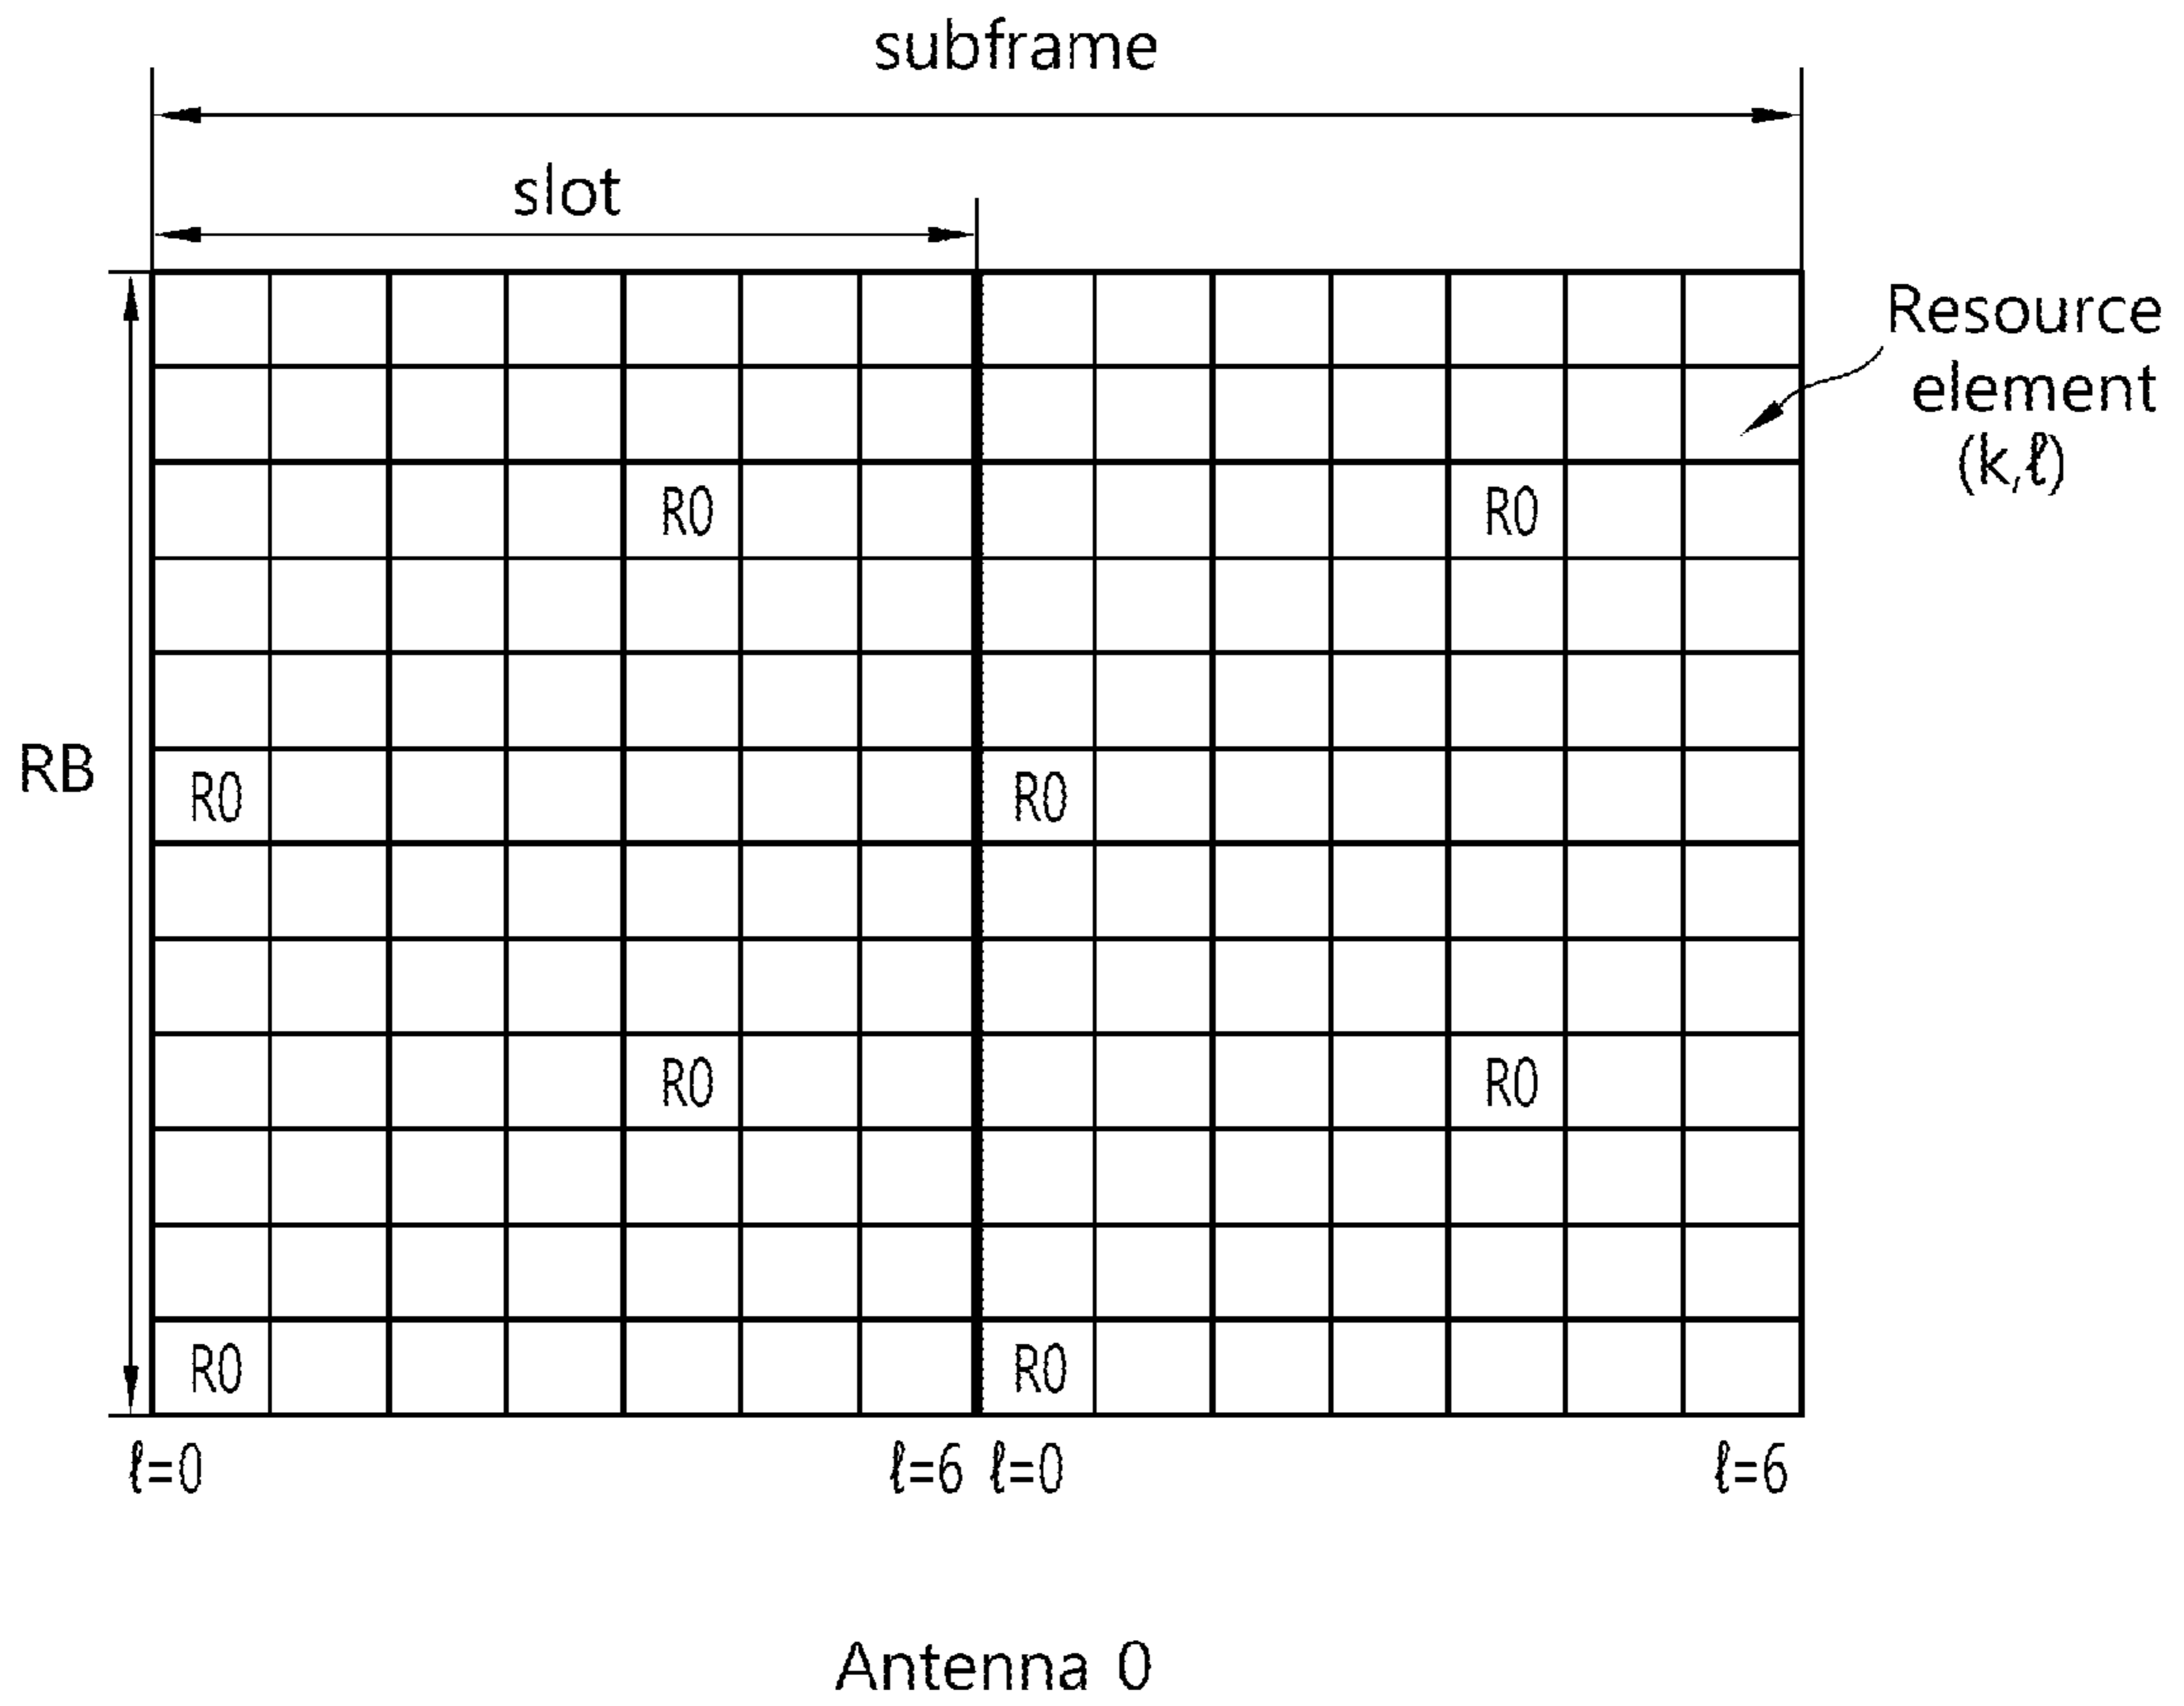 subframe
slot
Resource
element
(k,ℓ)
R0 R0
RB
R0 R0
R0 R0
R0 R0
ℓ=0 ℓ=6 ℓ=0 ℓ=6
Antenna 0